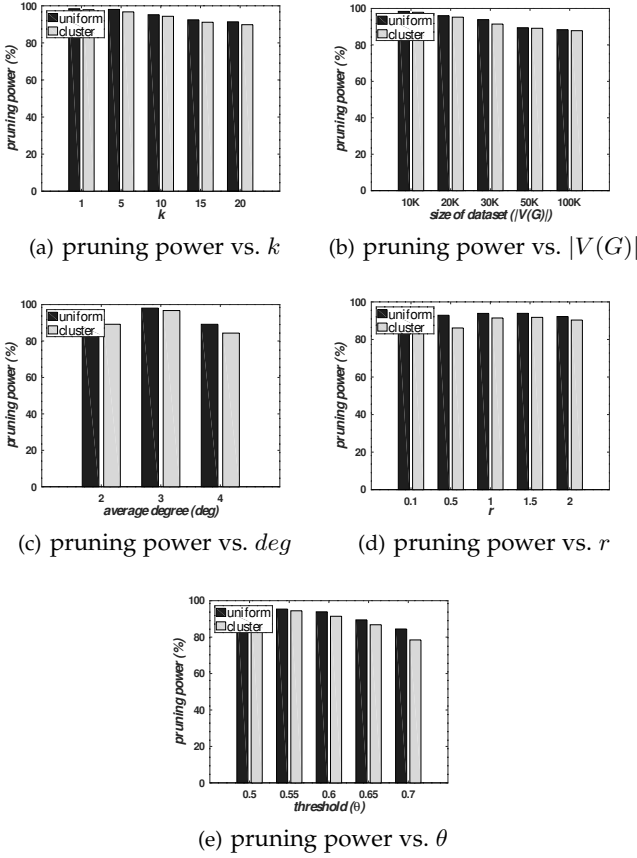 100
80
60
40
20
0
pruning power (%)
uniform
cluster
1 5 10 15 20
k
(a) pruning power vs. k
100
80
60
40
20
0
pruning power (%)
uniform
cluster
10K 20K 30K 50K 100K
size of dataset (|V(G)|)
(b) pruning power vs. |V(G)|
100
80
60
40
20
0
pruning power (%)
uniform
cluster
2 3 4
average degree (deg)
(c) pruning power vs. deg
100
80
60
40
20
0
pruning power (%)
uniform
cluster
0.1 0.5 1 1.5 2
r
(d) pruning power vs. r
100
80
60
40
20
0
pruning power (%)
uniform
cluster
0.5 0.55 0.6 0.65 0.7
threshold (θ)
(e) pruning power vs. θ